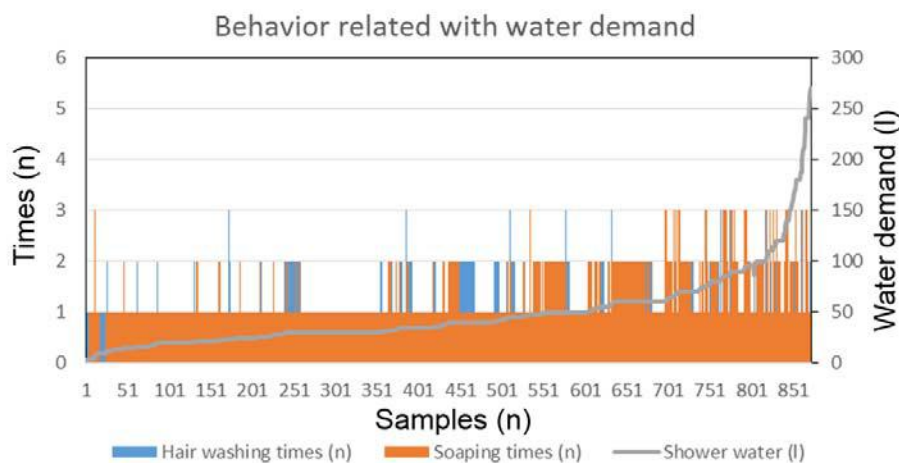 Behavior related with water demand
6 300
5 250
4 200
3 150
2 100
1 50
0 0
Times (n)
Water demand (l)
1 51 101 151 201 251 301 351 401 451 501 551 601 651 701 751 801 851
Samples (n)
Hair washing times (n) Soaping times (n) Shower water (l)